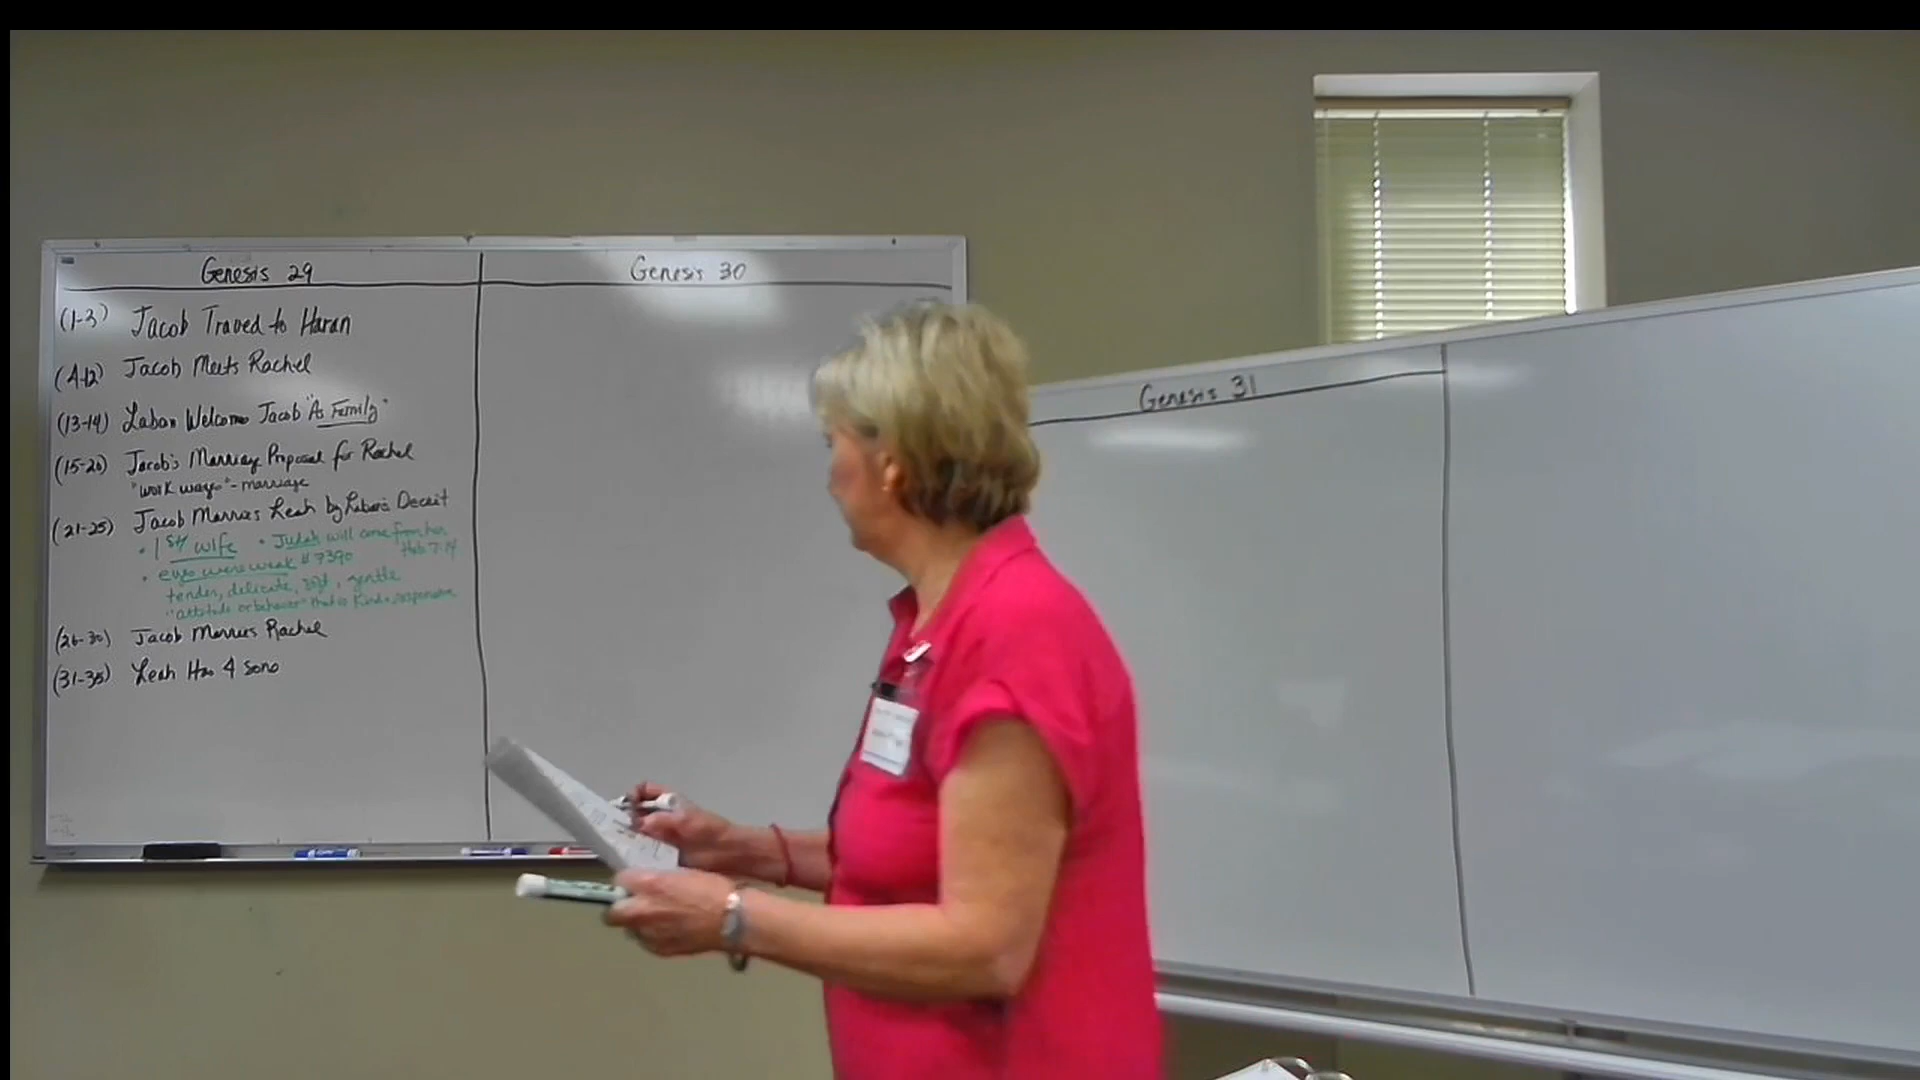 Genesis 29
(1-3) Jacob Traved to Haran
(4-12) Jacob Meets Rachel
(13-14) Laban Welcomes Jacob "As Family"
(15-20) Jacob's Marriay Proposal for Rachel
"work wages" - marriage
(21-25) Jacob Marries Leah by Laban's Deceit
• 1st wife • Judah will come from her
Heb 7:14
• eyes were weak #7390
tender, delicate, soft, gentle
"attitude or behavior" that is kind & responsive
(26-30) Jacob Marries Rachel
(31-35) Leah Has 4 sons
Genesis 30
Genesis 31